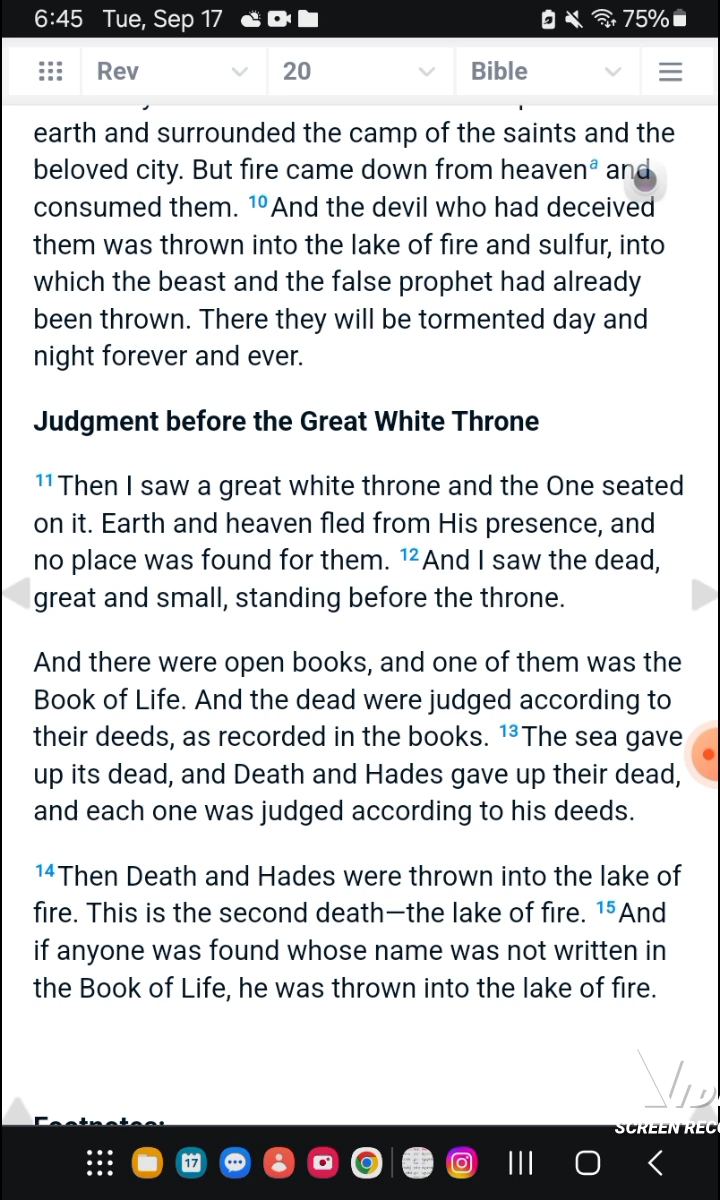 6:45 Tue, Sep 17 75%
Rev 20 Bible
earth and surrounded the camp of the saints and the
beloved city. But fire came down from heavenᵃ and
consumed them. 10 And the devil who had deceived
them was thrown into the lake of fire and sulfur, into
which the beast and the false prophet had already
been thrown. There they will be tormented day and
night forever and ever.
Judgment before the Great White Throne
11 Then I saw a great white throne and the One seated
on it. Earth and heaven fled from His presence, and
no place was found for them. 12 And I saw the dead,
great and small, standing before the throne.
And there were open books, and one of them was the
Book of Life. And the dead were judged according to
their deeds, as recorded in the books. 13 The sea gave
up its dead, and Death and Hades gave up their dead,
and each one was judged according to his deeds.
14 Then Death and Hades were thrown into the lake of
fire. This is the second death—the lake of fire. 15 And
if anyone was found whose name was not written in
the Book of Life, he was thrown into the lake of fire.
Footnotes:
SCREEN REC
17